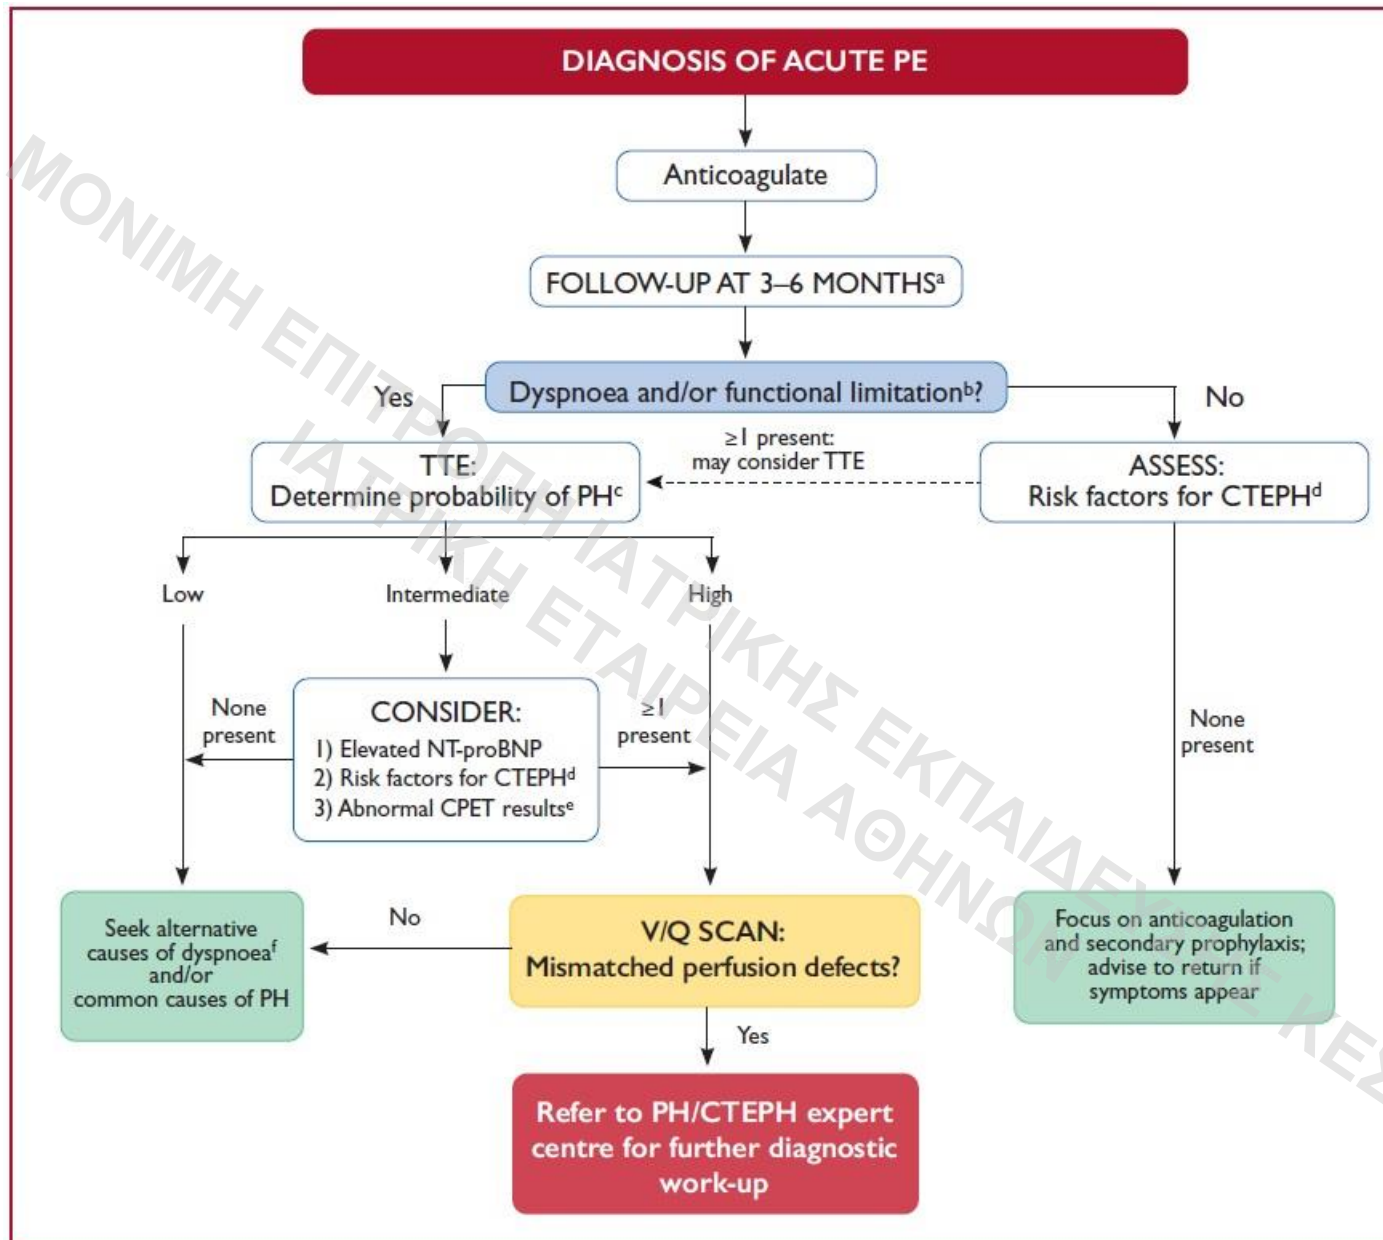 DIAGNOSIS OF ACUTE PE
Anticoagulate
FOLLOW-UP AT 3–6 MONTHSᵃ
Dyspnoea and/or functional limitationᵇ?
Yes
No
≥1 present:
may consider TTE
TTE:
Determine probability of PHᶜ
ASSESS:
Risk factors for CTEPHᵈ
Low
Intermediate
High
None
present
CONSIDER:
1) Elevated NT-proBNP
2) Risk factors for CTEPHᵈ
3) Abnormal CPET resultsᵉ
≥1
present
None
present
Seek alternative
causes of dyspnoeaᶠ
and/or
common causes of PH
No
V/Q SCAN:
Mismatched perfusion defects?
Focus on anticoagulation
and secondary prophylaxis;
advise to return if
symptoms appear
Yes
Refer to PH/CTEPH expert
centre for further diagnostic
work-up
ΜΟΝΙΜΗ ΕΠΙΤΡΟΠΗ ΙΑΤΡΙΚΗΣ ΕΚΠΑΙΔΕΥΣΗΣ ΚΕΣ
ΙΑΤΡΙΚΗ ΕΤΑΙΡΕΙΑ ΑΘΗΝΩΝ